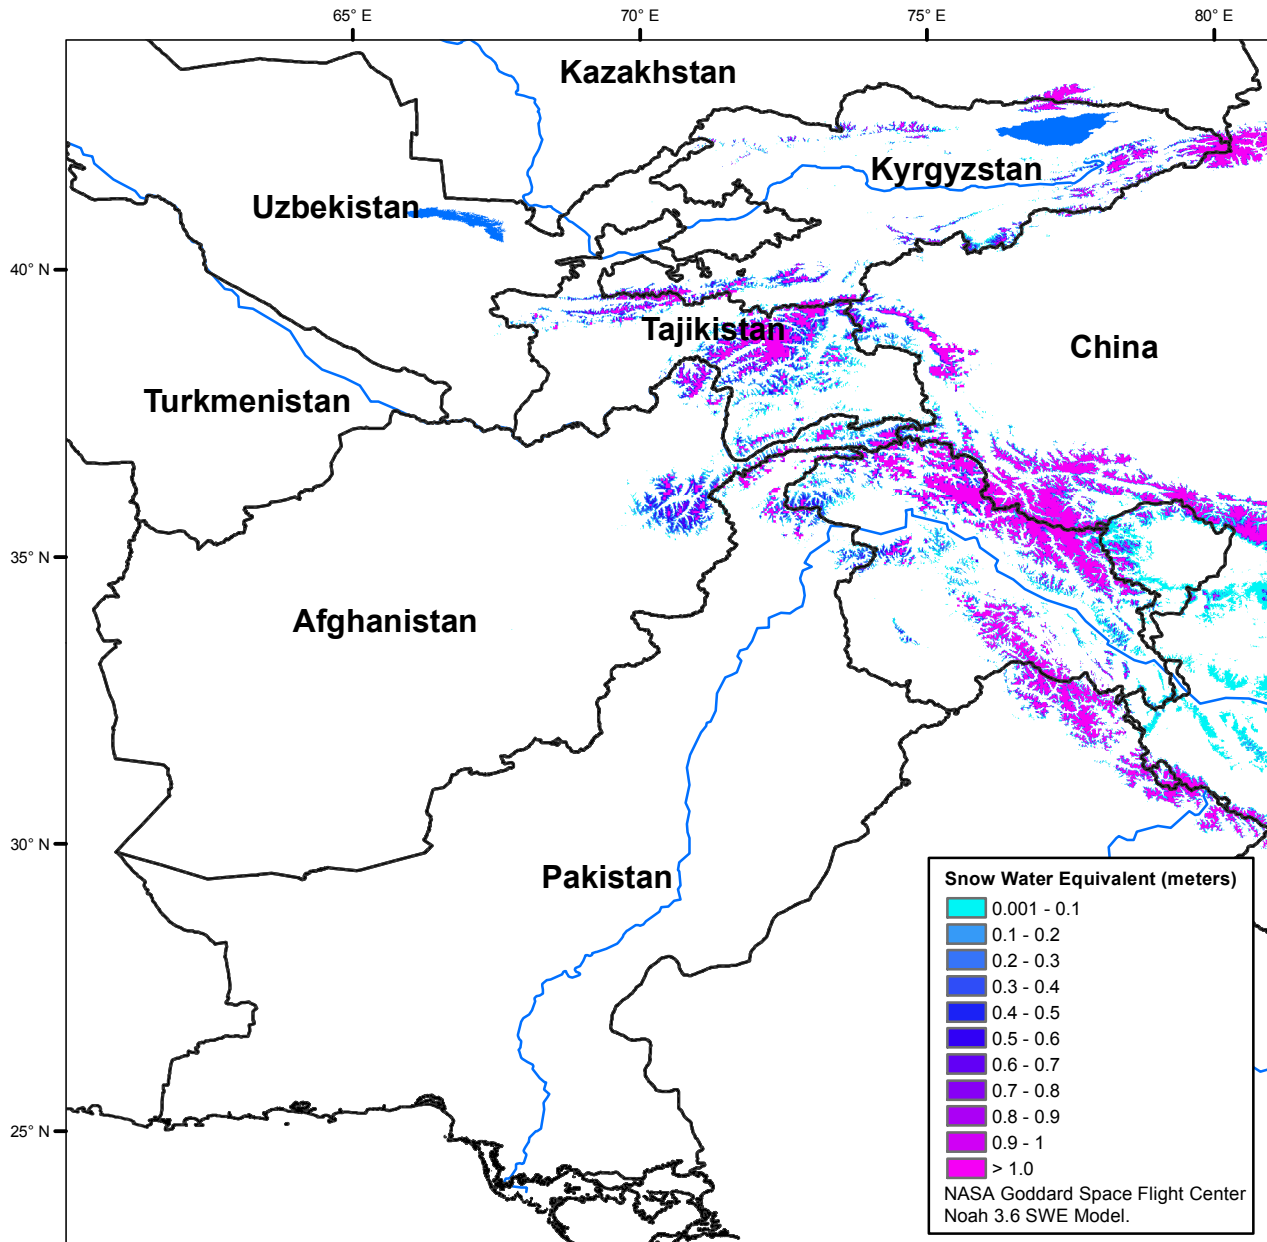 65° E
70° E
75° E
80° E
Kazakhstan
Kyrgyzstan
Uzbekistan
40° N
Tajikistan
China
Turkmenistan
35° N
Afghanistan
30° N
Pakistan
25° N
Snow Water Equivalent (meters)
0.001 - 0.1
0.1 - 0.2
0.2 - 0.3
0.3 - 0.4
0.4 - 0.5
0.5 - 0.6
0.6 - 0.7
0.7 - 0.8
0.8 - 0.9
0.9 - 1
> 1.0
NASA Goddard Space Flight Center
Noah 3.6 SWE Model.